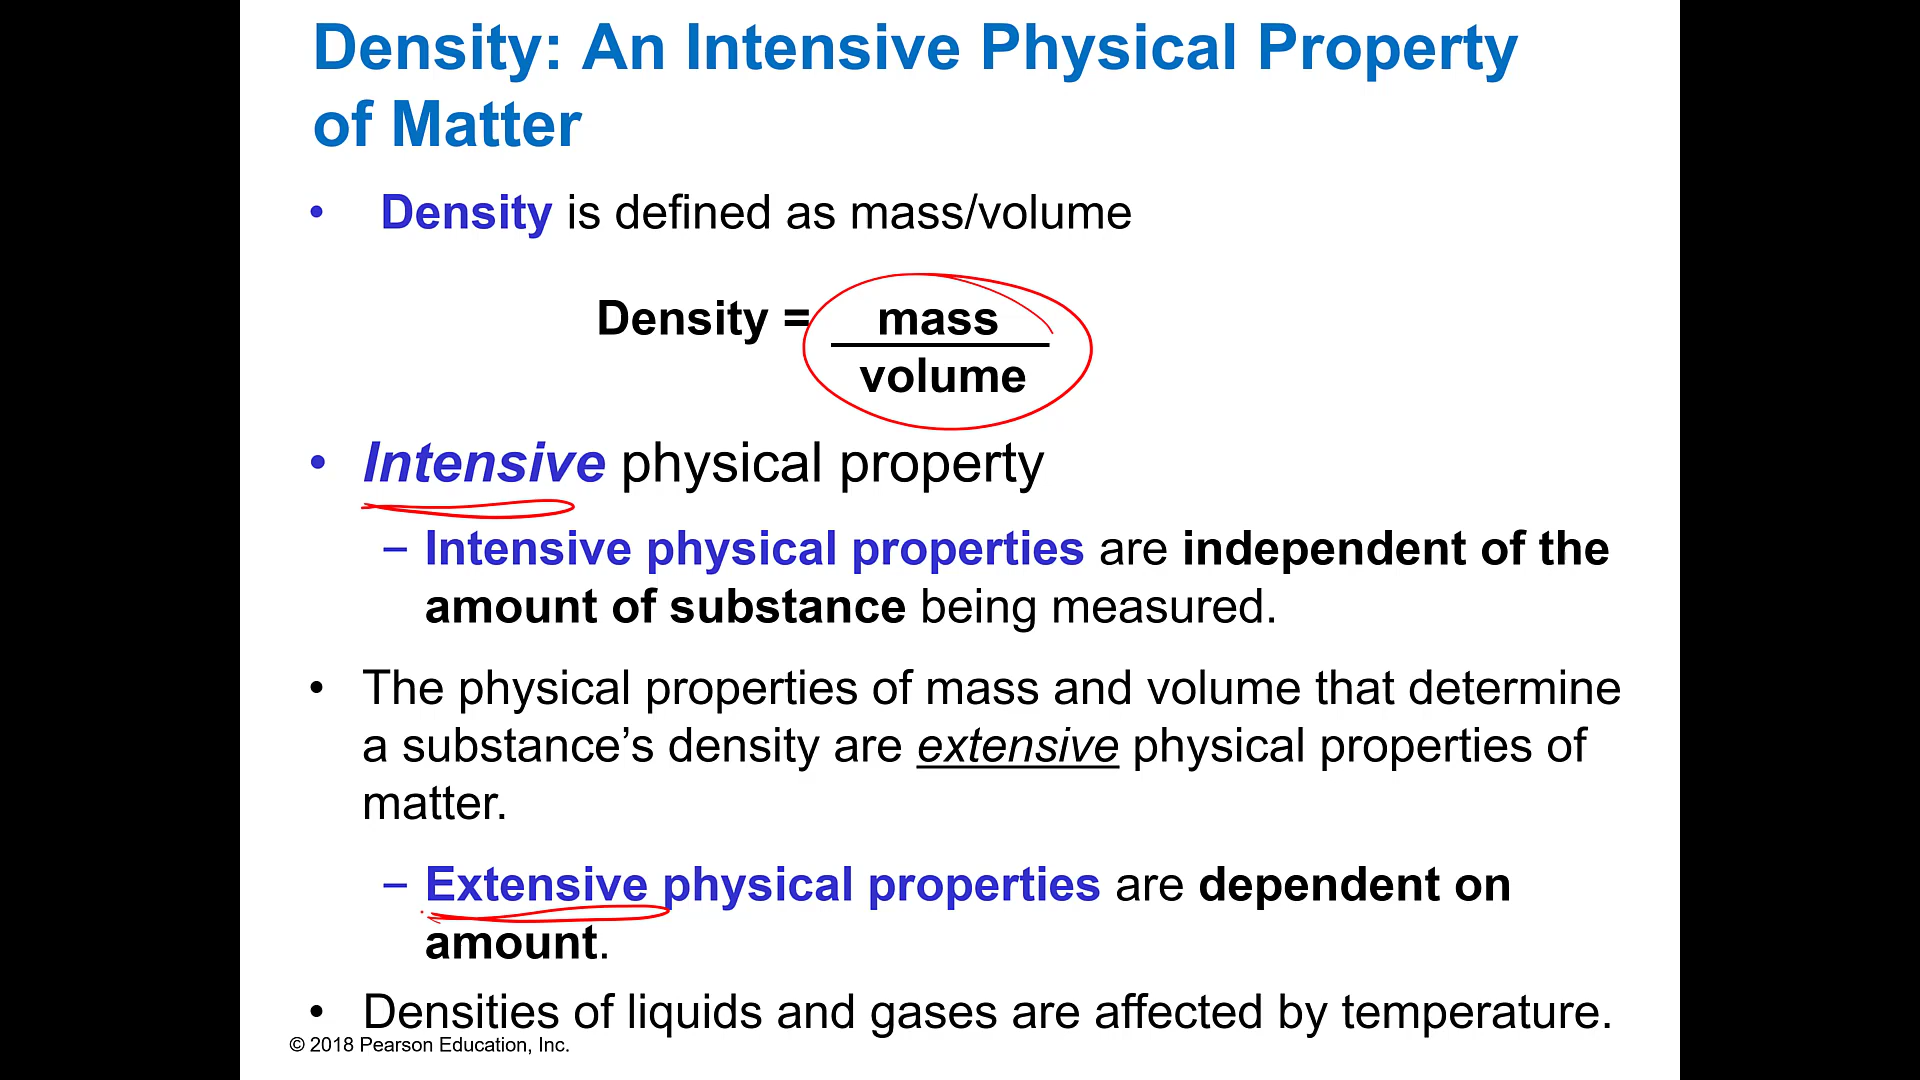 Density: An Intensive Physical Property
of Matter
• Density is defined as mass/volume
Density = mass
volume
• Intensive physical property
– Intensive physical properties are independent of the
amount of substance being measured.
• The physical properties of mass and volume that determine
a substance’s density are extensive physical properties of
matter.
– Extensive physical properties are dependent on
amount.
• Densities of liquids and gases are affected by temperature.
© 2018 Pearson Education, Inc.